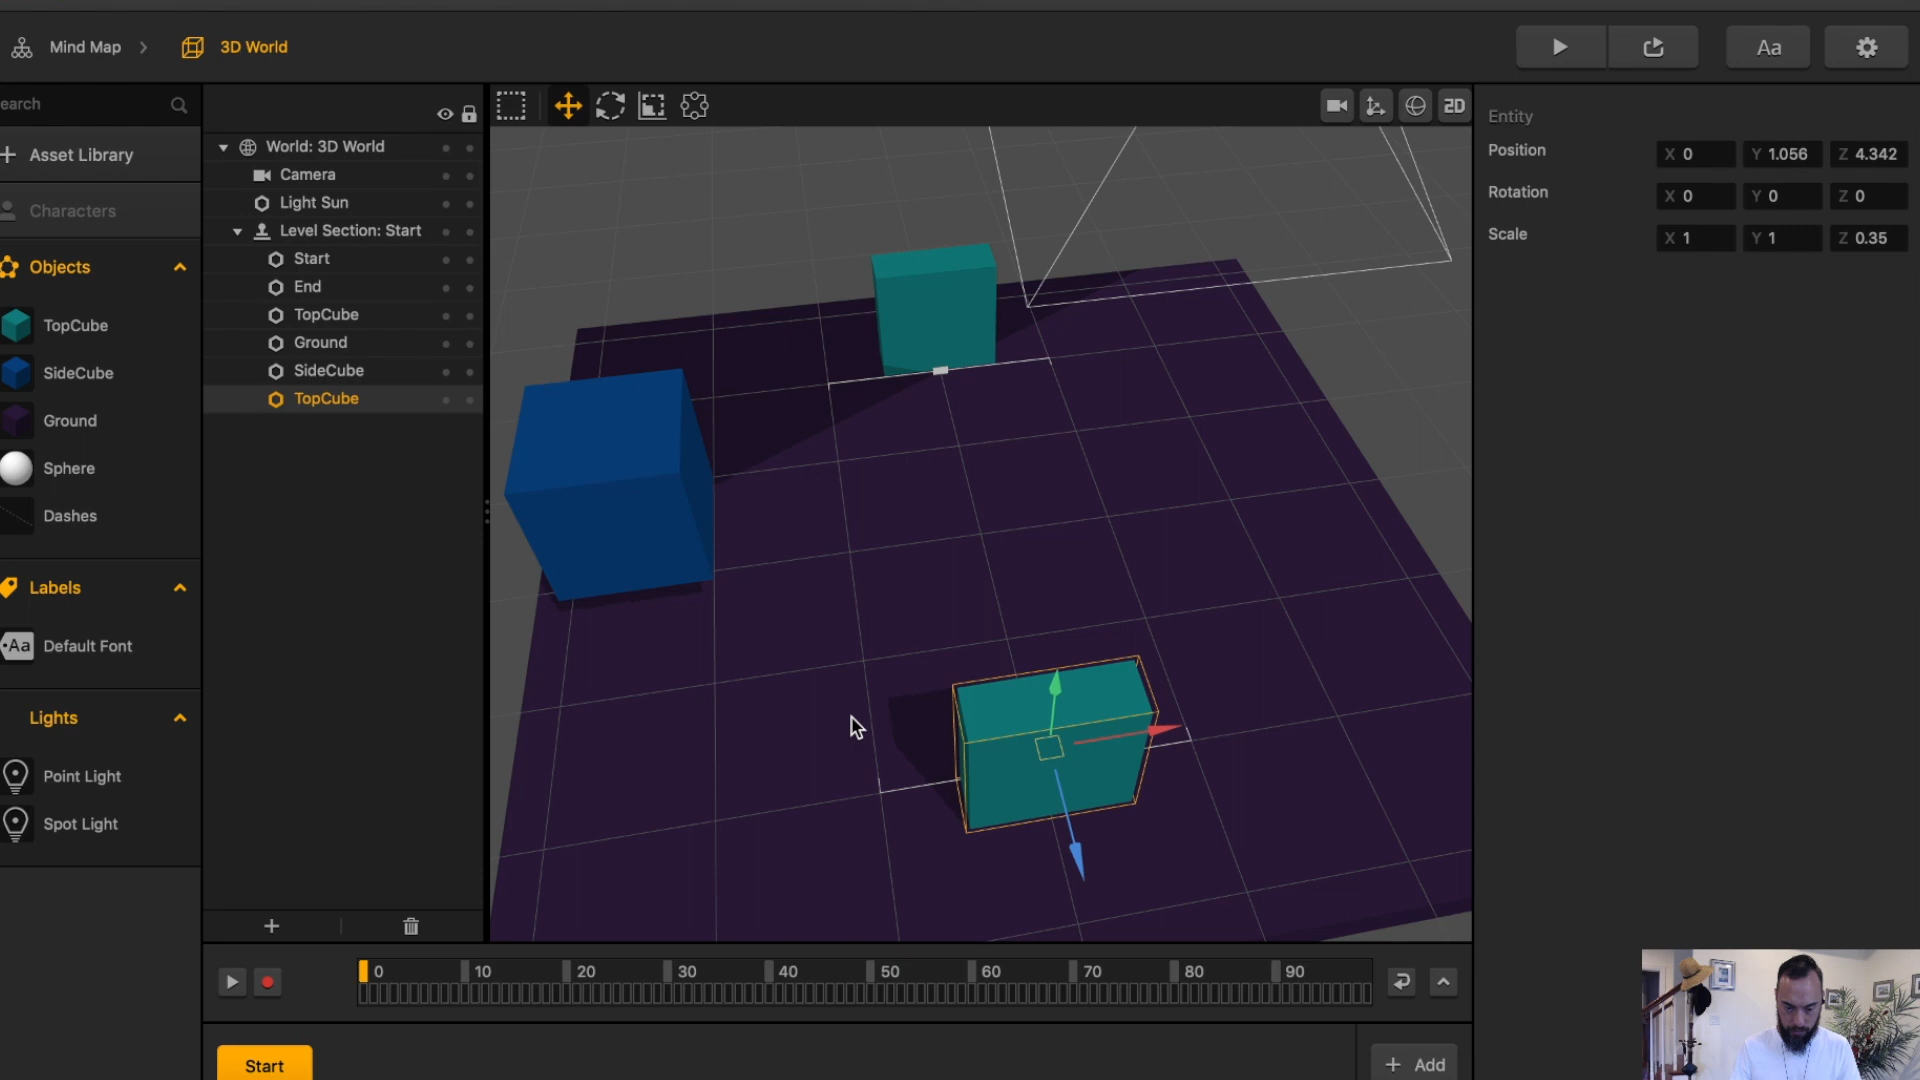 Mind Map
3D World
Aa
earch
Asset Library
Characters
Objects
TopCube
SideCube
Ground
Sphere
Dashes
Labels
Aa
Default Font
Lights
Point Light
Spot Light
World: 3D World
Camera
Light Sun
Level Section: Start
Start
End
TopCube
Ground
SideCube
TopCube
2D
Entity
Position X 0 Y 1.056 Z 4.342
Rotation X 0 Y 0 Z 0
Scale X 1 Y 1 Z 0.35
0 10 20 30 40 50 60 70 80 90
Start
+ Add